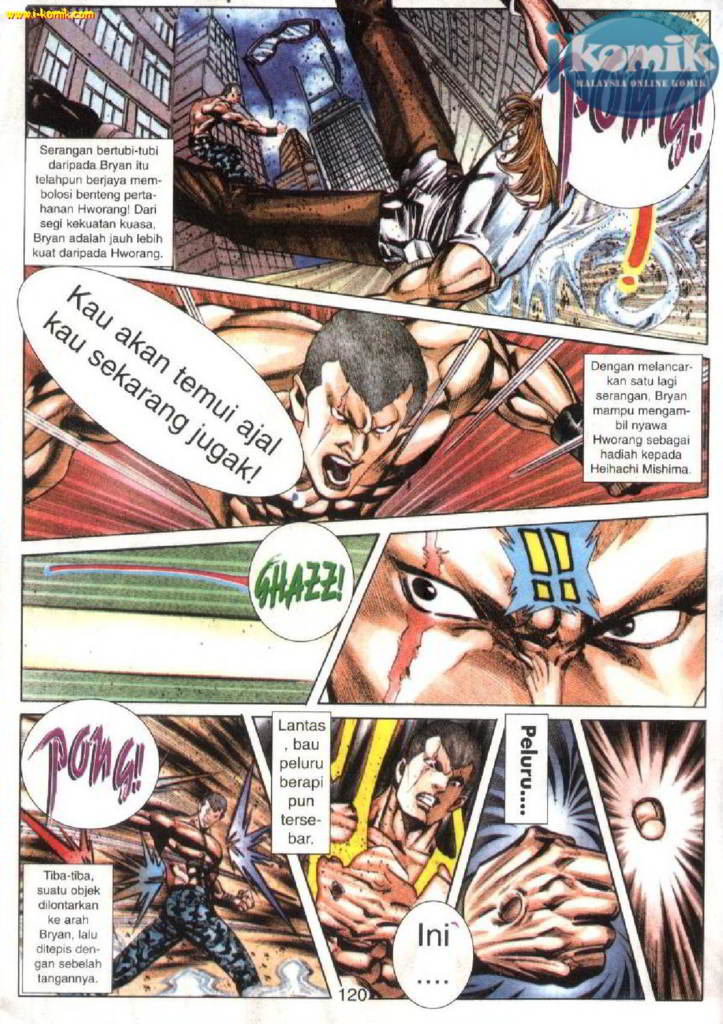 www.i-komik.com
ikomik
MALAYSIA ONLINE GOMIK
PONG!
Serangan bertubi-tubi
daripada Bryan itu
telahpun berjaya mem-
bolosi benteng perta-
hanan Hworang! Dari
segi kekuatan kuasa,
Bryan adalah jauh lebih
kuat daripada Hworang.
!
Kau akan temui ajal
kau sekarang jugak!
Dengan melancar-
kan satu lagi
serangan, Bryan
mampu mengam-
bil nyawa
Hworang sebagai
hadiah kepada
Heihachi Mishima.
GHAZZ!
!!
PONG!!
Tiba-tiba,
suatu objek
dilontarkan
ke arah
Bryan, lalu
ditepis den-
gan sebelah
tangannya.
Lantas
, bau
peluru
berapi
pun
terse-
bar.
Ini
....
Peluru....
120